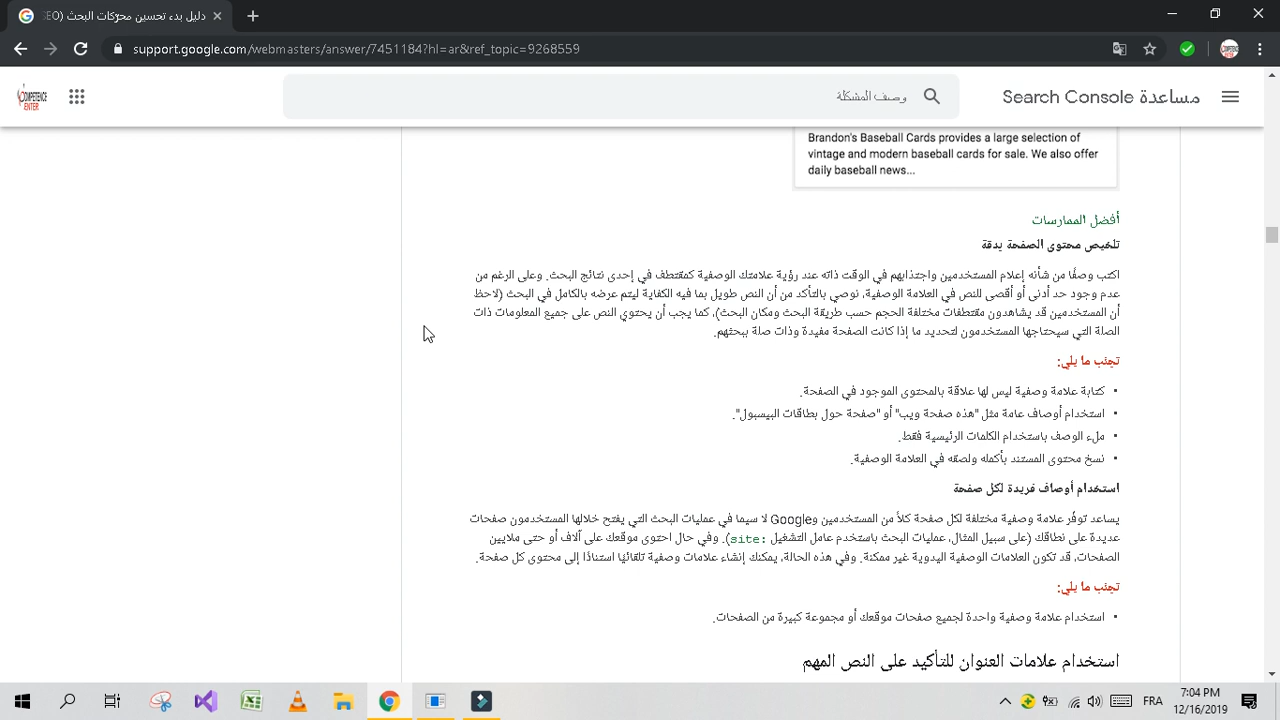 دليل بدء تحسين محركات البحث (SEO)
support.google.com/webmasters/answer/7451184?hl=ar&ref_topic=9268559
مساعدة Search Console
وصف المشكلة
COMPETENCE
ENTER
Brandon's Baseball Cards provides a large selection of
vintage and modern baseball cards for sale. We also offer
daily baseball news...
أفضل الممارسات
تلخيص محتوى الصفحة بدقة
اكتب وصفًا من شأنه إعلام المستخدمين واجتذابهم في الوقت ذاته عند رؤية علامتك الوصفية كمقتطف في إحدى نتائج البحث. وعلى الرغم من
عدم وجود حد أدنى أو أقصى للنص في العلامة الوصفية، نوصي بالتأكد من أن النص طويل بما فيه الكفاية ليتم عرضه بالكامل في البحث (لاحظ
أن المستخدمين قد يشاهدون مقتطفات مختلفة الحجم حسب طريقة البحث ومكان البحث)، كما يجب أن يحتوي النص على جميع المعلومات ذات
الصلة التي سيحتاجها المستخدمون لتحديد ما إذا كانت الصفحة مفيدة وذات صلة ببحثهم.
تجنّب ما يلي:
• كتابة علامة وصفية ليس لها علاقة بالمحتوى الموجود في الصفحة.
• استخدام أوصاف عامة مثل "هذه صفحة ويب" أو "صفحة حول بطاقات البيسبول".
• ملء الوصف باستخدام الكلمات الرئيسية فقط.
• نسخ محتوى المستند بأكمله ولصقه في العلامة الوصفية.
استخدام أوصاف فريدة لكل صفحة
يساعد توفّر علامة وصفية مختلفة لكل صفحة كلاً من المستخدمين وGoogle لا سيما في عمليات البحث التي يفتح خلالها المستخدمون صفحات
عديدة على نطاقك (على سبيل المثال، عمليات البحث باستخدم عامل التشغيل site:). وفي حال احتوى موقعك على آلاف أو حتى ملايين
الصفحات، قد تكون العلامات الوصفية اليدوية غير ممكنة. وفي هذه الحالة، يمكنك إنشاء علامات وصفية تلقائيًا استنادًا إلى محتوى كل صفحة.
تجنّب ما يلي:
• استخدام علامة وصفية واحدة لجميع صفحات موقعك أو مجموعة كبيرة من الصفحات.
استخدام علامات العنوان للتأكيد على النص المهم
FRA
7:04 PM
12/16/2019